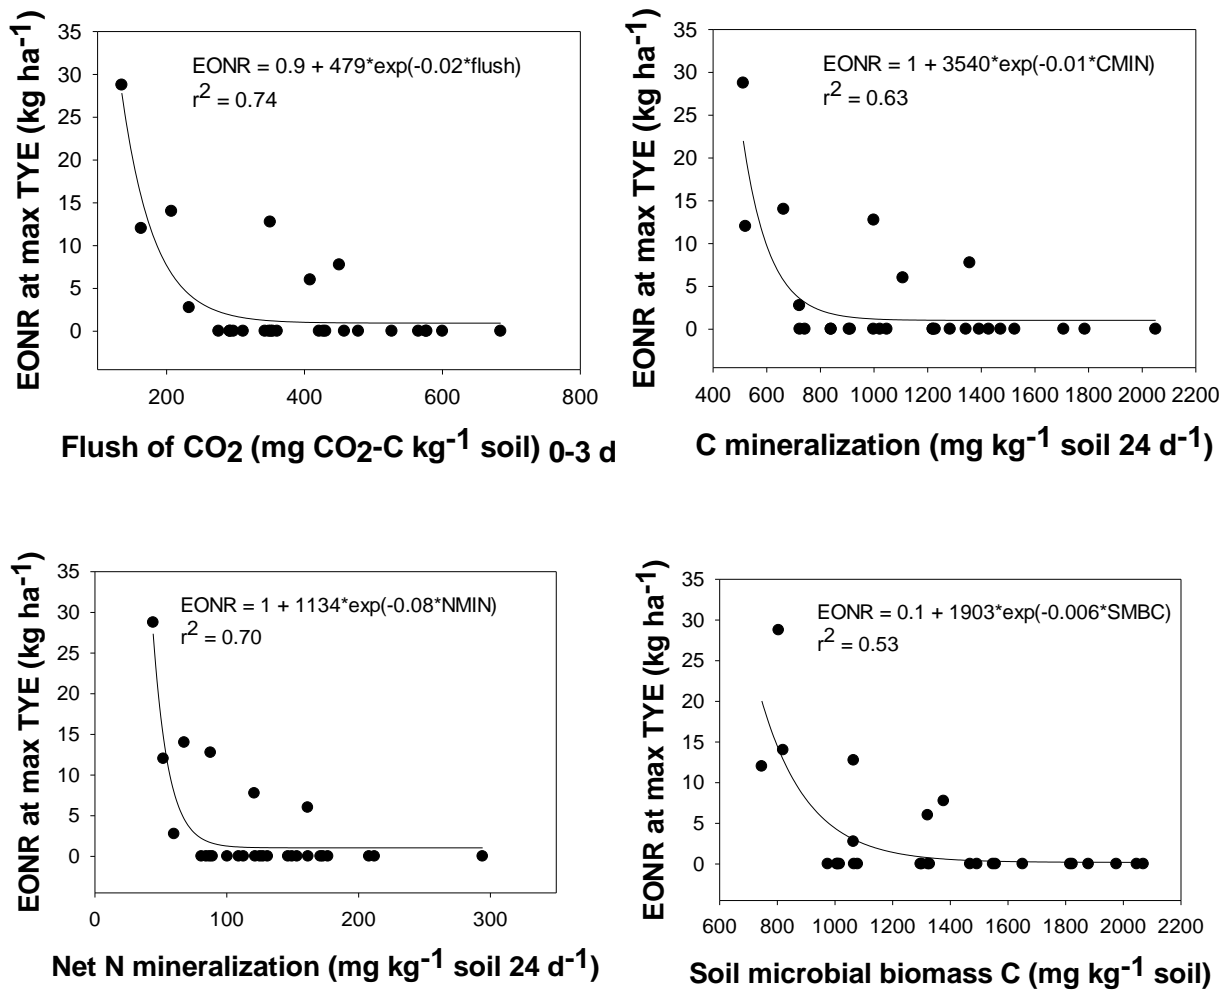 EONR at max TYE (kg ha-1)
35
30
25
20
15
10
5
0
EONR = 0.9 + 479*exp(-0.02*flush)
r2 = 0.74
200 400 600 800
Flush of CO2 (mg CO2-C kg-1 soil) 0-3 d
EONR at max TYE (kg ha-1)
35
30
25
20
15
10
5
0
EONR = 1 + 3540*exp(-0.01*CMIN)
r2 = 0.63
400 600 800 1000 1200 1400 1600 1800 2000 2200
C mineralization (mg kg-1 soil 24 d-1)
EONR at max TYE (kg ha-1)
35
30
25
20
15
10
5
0
EONR = 1 + 1134*exp(-0.08*NMIN)
r2 = 0.70
0 100 200 300
Net N mineralization (mg kg-1 soil 24 d-1)
EONR at max TYE (kg ha-1)
35
30
25
20
15
10
5
0
EONR = 0.1 + 1903*exp(-0.006*SMBC)
r2 = 0.53
600 800 1000 1200 1400 1600 1800 2000 2200
Soil microbial biomass C (mg kg-1 soil)